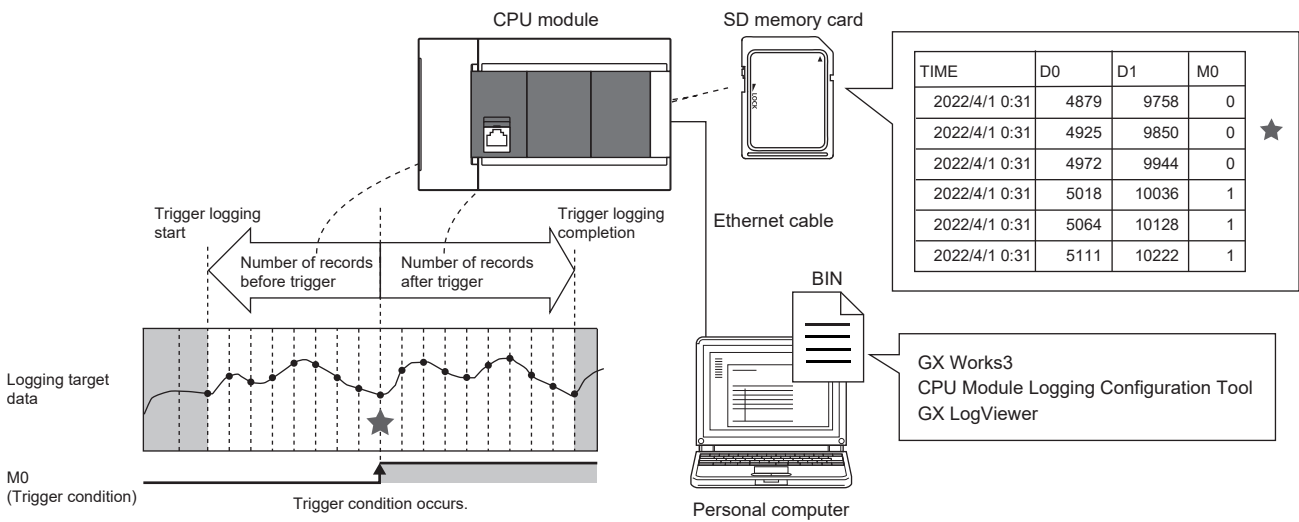 CPU module
SD memory card
TIME D0 D1 M0
2022/4/1 0:31 4879 9758 0
2022/4/1 0:31 4925 9850 0
2022/4/1 0:31 4972 9944 0
2022/4/1 0:31 5018 10036 1
2022/4/1 0:31 5064 10128 1
2022/4/1 0:31 5111 10222 1
LOCK
Trigger logging
start
Trigger logging
completion
Ethernet cable
Number of records
before trigger
Number of records
after trigger
BIN
Logging target
data
GX Works3
CPU Module Logging Configuration Tool
GX LogViewer
M0
(Trigger condition)
Trigger condition occurs.
Personal computer